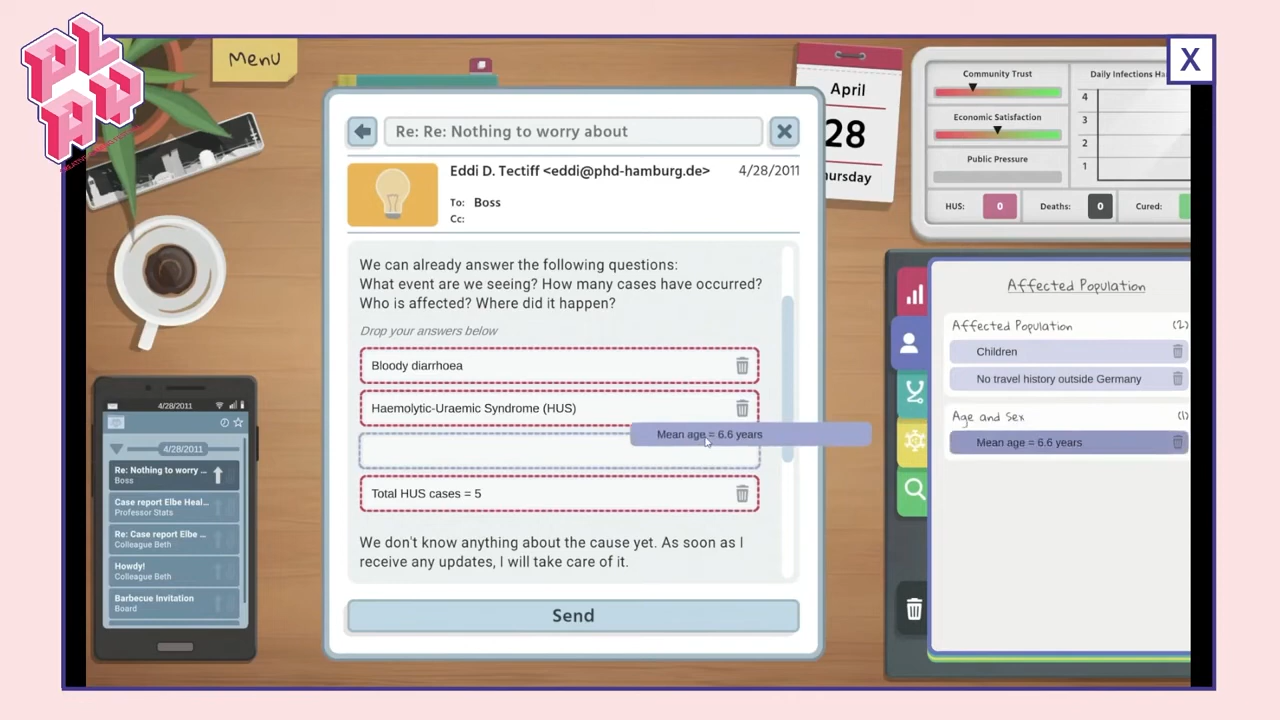 PLAY
Menu
X
Re: Re: Nothing to worry about
Eddi D. Tectiff <eddi@phd-hamburg.de>
4/28/2011
To: Boss
Cc:
We can already answer the following questions:
What event are we seeing? How many cases have occurred?
Who is affected? Where did it happen?
Drop your answers below
Bloody diarrhoea
Haemolytic-Uraemic Syndrome (HUS)
Mean age = 6.6 years
Total HUS cases = 5
We don't know anything about the cause yet. As soon as I
receive any updates, I will take care of it.
Send
April
28
hursday
Community Trust
Economic Satisfaction
Public Pressure
Daily Infections Ha
4
3
2
1
HUS: 0
Deaths: 0
Cured:
Affected Population
Affected Population (2)
Children
No travel history outside Germany
Age and Sex (1)
Mean age = 6.6 years
4/28/2011
4/28/2011
Re: Nothing to worry ...
Boss
Case report Elbe Heal...
Professor Stats
Re: Case report Elbe ...
Colleague Beth
Howdy!
Colleague Beth
Barbecue Invitation
Board